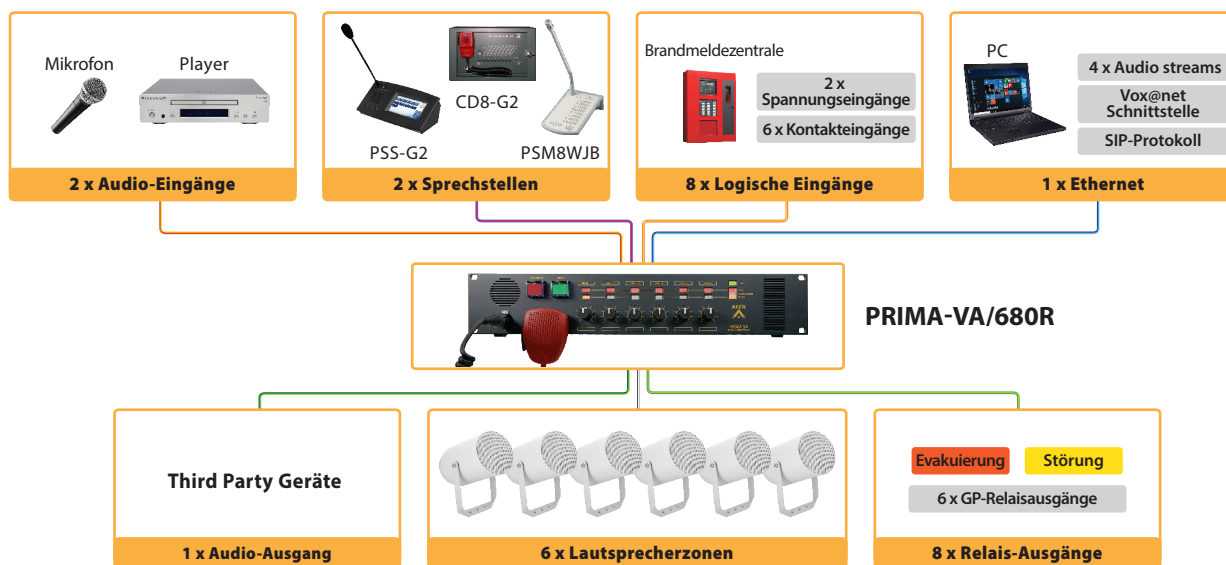 Mikrofon
Player
2 x Audio-Eingänge
CD8-G2
PSS-G2
PSM8WJB
2 x Sprechstellen
Brandmeldezentrale
2 x
Spannungseingänge
6 x Kontakteingänge
8 x Logische Eingänge
PC
4 x Audio streams
Vox@net
Schnittstelle
SIP-Protokoll
1 x Ethernet
PRIMA-VA/680R
Third Party Geräte
1 x Audio-Ausgang
6 x Lautsprecherzonen
Evakuierung
Störung
6 x GP-Relaisausgänge
8 x Relais-Ausgänge